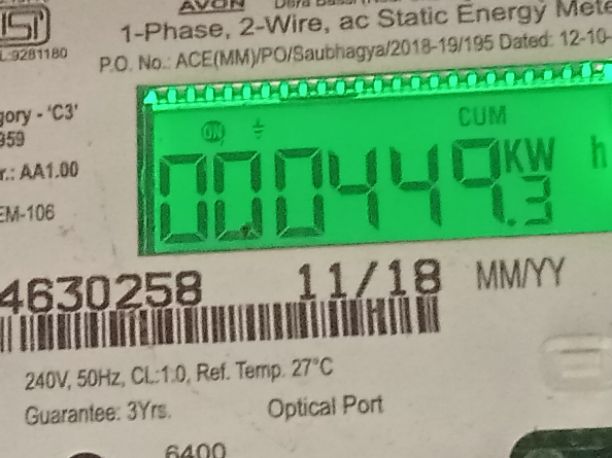 AVON
1-Phase, 2-Wire, ac Static Energy Mete
L:9281180
P.O. No.: ACE(MM)/PO/Saubhagya/2018-19/195 Dated: 12-10-
gory - 'C3'
959
r.: AA1.00
EM-106
ON CUM
000449.3 KW h
4630258 11/18 MM/YY
240V, 50Hz, CL:1.0, Ref. Temp. 27°C
Guarantee: 3Yrs. Optical Port
6400